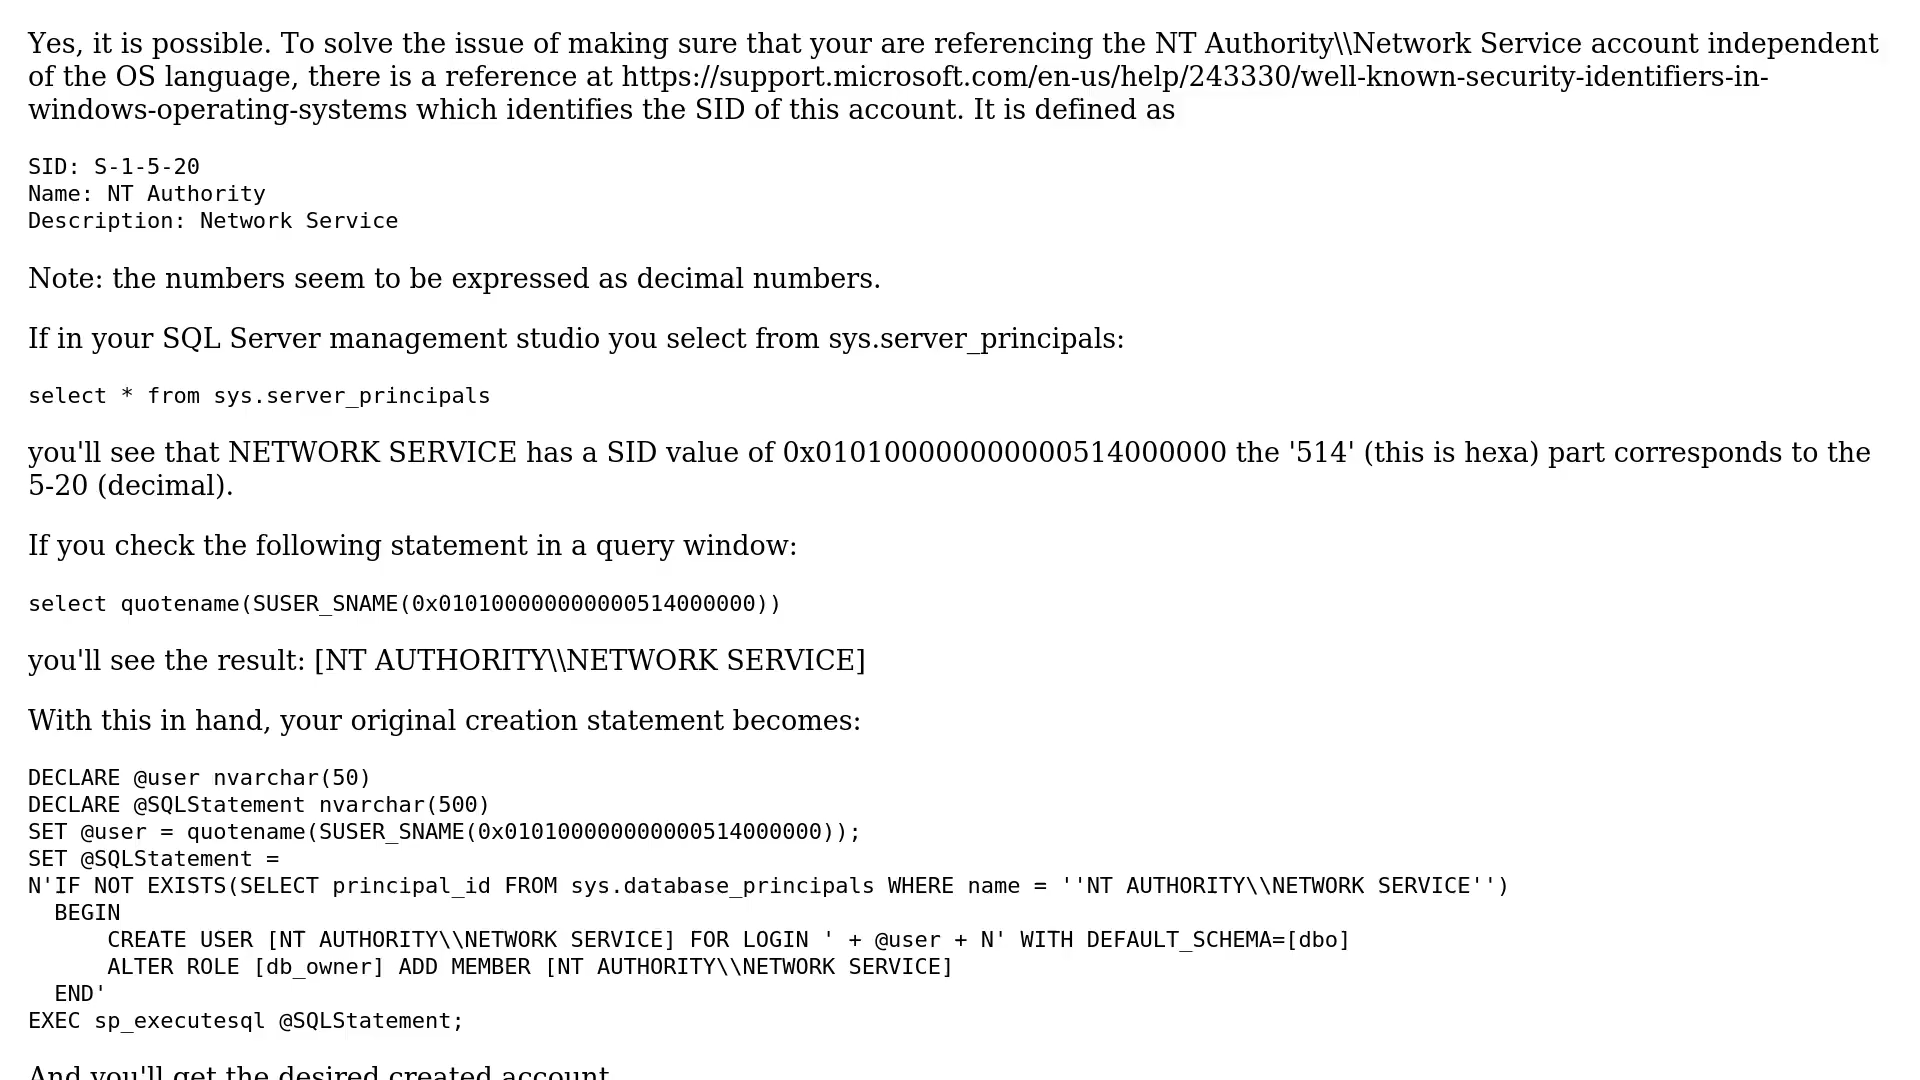 Yes, it is possible. To solve the issue of making sure that your are referencing the NT Authority\\Network Service account independent
of the OS language, there is a reference at https://support.microsoft.com/en-us/help/243330/well-known-security-identifiers-in-
windows-operating-systems which identifies the SID of this account. It is defined as
SID: S-1-5-20
Name: NT Authority
Description: Network Service
Note: the numbers seem to be expressed as decimal numbers.
If in your SQL Server management studio you select from sys.server_principals:
select * from sys.server_principals
you'll see that NETWORK SERVICE has a SID value of 0x010100000000000514000000 the '514' (this is hexa) part corresponds to the
5-20 (decimal).
If you check the following statement in a query window:
select quotename(SUSER_SNAME(0x010100000000000514000000))
you'll see the result: [NT AUTHORITY\\NETWORK SERVICE]
With this in hand, your original creation statement becomes:
DECLARE @user nvarchar(50)
DECLARE @SQLStatement nvarchar(500)
SET @user = quotename(SUSER_SNAME(0x010100000000000514000000));
SET @SQLStatement =
N'IF NOT EXISTS(SELECT principal_id FROM sys.database_principals WHERE name = ''NT AUTHORITY\\NETWORK SERVICE'')
  BEGIN
      CREATE USER [NT AUTHORITY\\NETWORK SERVICE] FOR LOGIN ' + @user + N' WITH DEFAULT_SCHEMA=[dbo]
      ALTER ROLE [db_owner] ADD MEMBER [NT AUTHORITY\\NETWORK SERVICE]
  END'
EXEC sp_executesql @SQLStatement;
And you'll get the desired created account